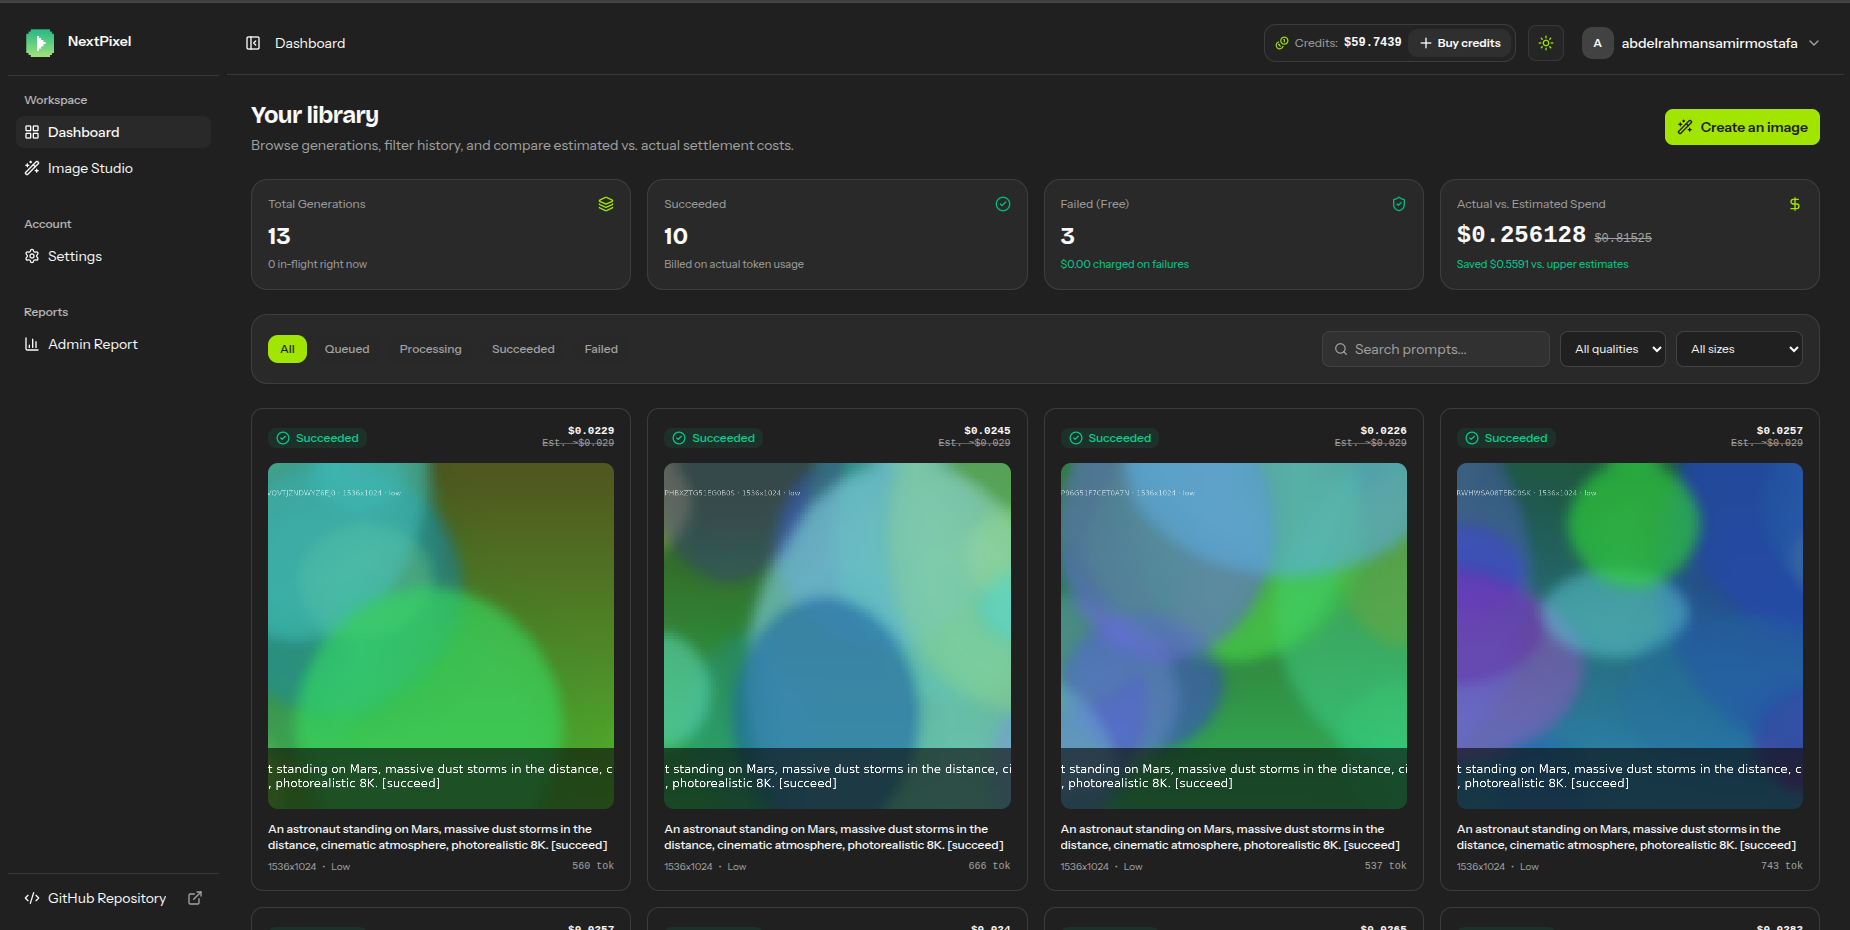 NextPixel
Dashboard
Credits: $59.7439
Buy credits
A
abdelrahmansamirmostafa
Workspace
Dashboard
Image Studio
Account
Settings
Reports
Admin Report
GitHub Repository
Your library
Browse generations, filter history, and compare estimated vs. actual settlement costs.
Create an image
Total Generations
13
0 in-flight right now
Succeeded
10
Billed on actual token usage
Failed (Free)
3
$0.00 charged on failures
Actual vs. Estimated Spend
$0.256128 $0.81525
Saved $0.5591 vs. upper estimates
All
Queued
Processing
Succeeded
Failed
Search prompts...
All qualities
All sizes
Succeeded
$0.0229
Est. ~$0.029
1536x1024 · low
t standing on Mars, massive dust storms in the distance, c
, photorealistic 8K. [succeed]
An astronaut standing on Mars, massive dust storms in the
distance, cinematic atmosphere, photorealistic 8K. [succeed]
1536x1024 • Low
560 tok
Succeeded
$0.0245
Est. ~$0.029
1536x1024 · low
t standing on Mars, massive dust storms in the distance, ci
, photorealistic 8K. [succeed]
An astronaut standing on Mars, massive dust storms in the
distance, cinematic atmosphere, photorealistic 8K. [succeed]
1536x1024 • Low
666 tok
Succeeded
$0.0226
Est. ~$0.029
1536x1024 · low
t standing on Mars, massive dust storms in the distance, ci
, photorealistic 8K. [succeed]
An astronaut standing on Mars, massive dust storms in the
distance, cinematic atmosphere, photorealistic 8K. [succeed]
1536x1024 • Low
537 tok
Succeeded
$0.0257
Est. ~$0.029
1536x1024 · low
t standing on Mars, massive dust storms in the distance, c
, photorealistic 8K. [succeed]
An astronaut standing on Mars, massive dust storms in the
distance, cinematic atmosphere, photorealistic 8K. [succeed]
1536x1024 • Low
743 tok